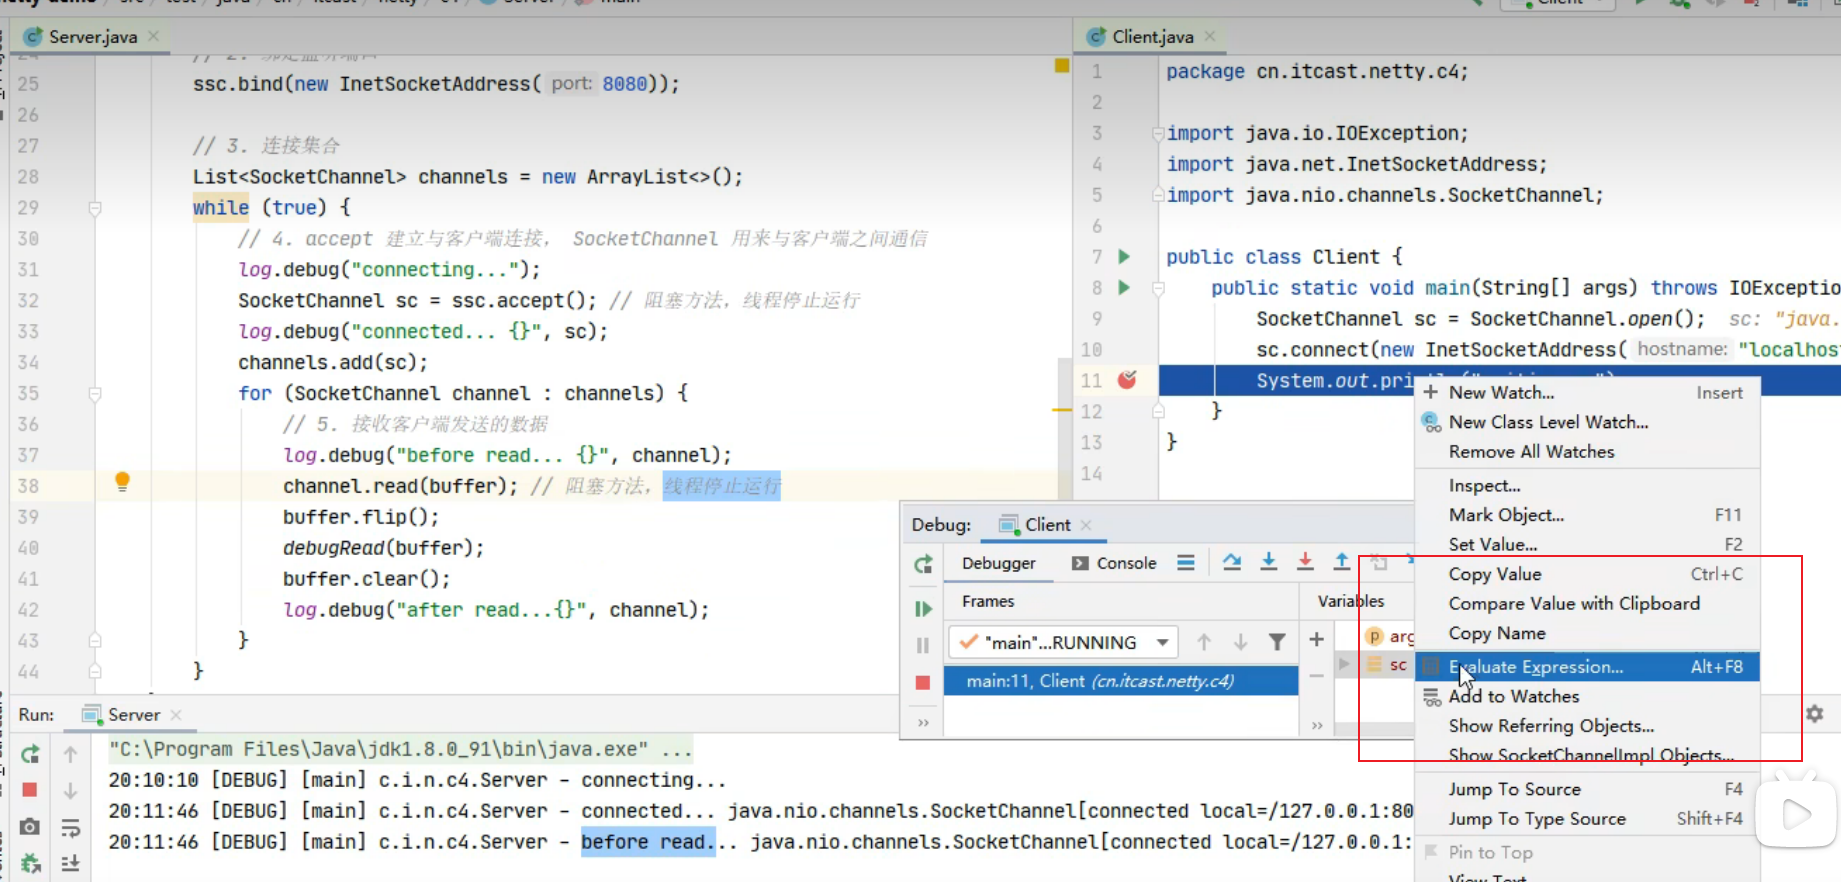 Server.java
25 ssc.bind(new InetSocketAddress( port: 8080));
26
27 // 3. 连接集合
28 List<SocketChannel> channels = new ArrayList<>();
29 while (true) {
30 // 4. accept 建立与客户端连接， SocketChannel 用来与客户端之间通信
31 log.debug("connecting...");
32 SocketChannel sc = ssc.accept(); // 阻塞方法，线程停止运行
33 log.debug("connected... {}", sc);
34 channels.add(sc);
35 for (SocketChannel channel : channels) {
36 // 5. 接收客户端发送的数据
37 log.debug("before read... {}", channel);
38 channel.read(buffer); // 阻塞方法，线程停止运行
39 buffer.flip();
40 debugRead(buffer);
41 buffer.clear();
42 log.debug("after read...{}", channel);
43 }
44 }
Client.java
1 package cn.itcast.netty.c4;
2
3 import java.io.IOException;
4 import java.net.InetSocketAddress;
5 import java.nio.channels.SocketChannel;
6
7 public class Client {
8 public static void main(String[] args) throws IOExceptio
9 SocketChannel sc = SocketChannel.open(); sc: "java.
10 sc.connect(new InetSocketAddress( hostname: "localhos
11 System.out.pri
12 }
13 }
14
Debug: Client
Debugger Console
Frames Variables
"main"...RUNNING
main:11, Client (cn.itcast.netty.c4)
arg
sc
New Watch... Insert
New Class Level Watch...
Remove All Watches
Inspect...
Mark Object... F11
Set Value... F2
Copy Value Ctrl+C
Compare Value with Clipboard
Copy Name
Evaluate Expression... Alt+F8
Add to Watches
Show Referring Objects...
Show SocketChannelImpl Objects...
Jump To Source F4
Jump To Type Source Shift+F4
Pin to Top
View Text
Run: Server
"C:\Program Files\Java\jdk1.8.0_91\bin\java.exe" ...
20:10:10 [DEBUG] [main] c.i.n.c4.Server - connecting...
20:11:46 [DEBUG] [main] c.i.n.c4.Server - connected... java.nio.channels.SocketChannel[connected local=/127.0.0.1:80
20:11:46 [DEBUG] [main] c.i.n.c4.Server - before read... java.nio.channels.SocketChannel[connected local=/127.0.0.1: